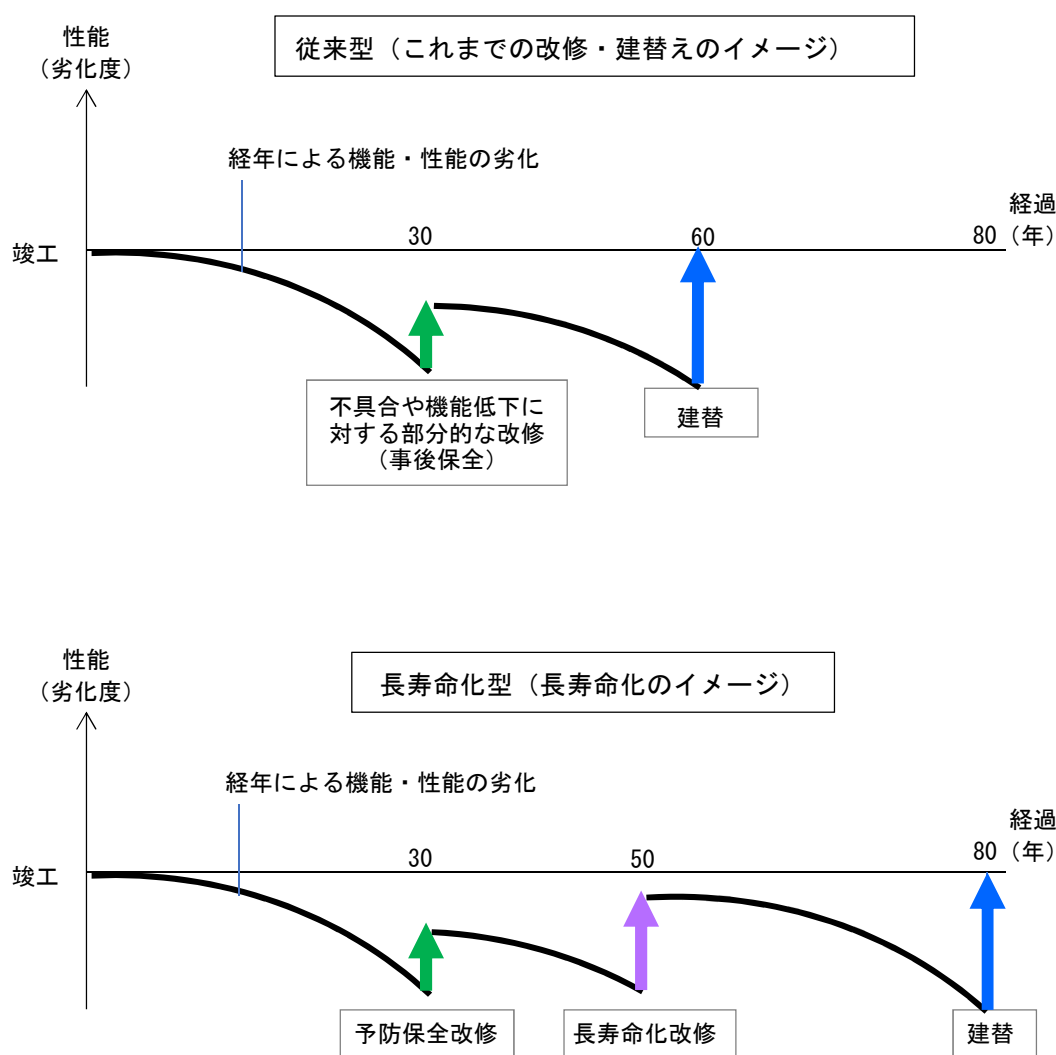 性能
（劣化度）
従来型（これまでの改修・建替えのイメージ）
経年による機能・性能の劣化
経過
（年）
竣工
30
60
80
不具合や機能低下に
対する部分的な改修
（事後保全）
建替
性能
（劣化度）
長寿命化型（長寿命化のイメージ）
経年による機能・性能の劣化
経過
（年）
竣工
30
50
80
予防保全改修
長寿命化改修
建替